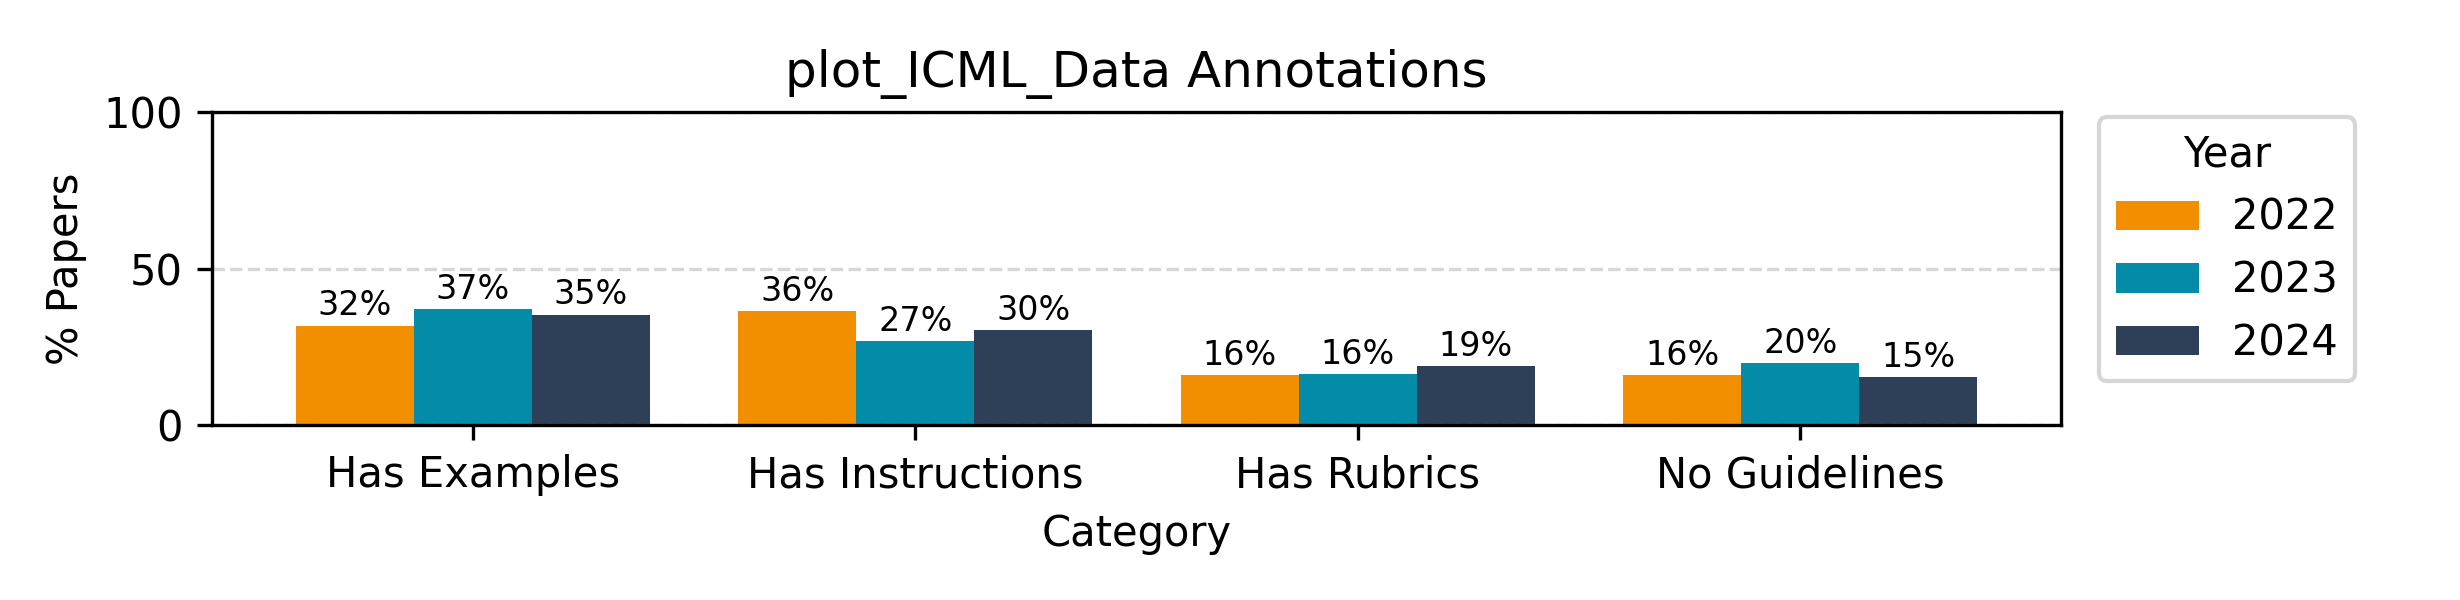 plot_ICML_Data Annotations
% Papers
100
50
0
32%
37%
35%
36%
27%
30%
16%
16%
19%
16%
20%
15%
Has Examples
Has Instructions
Has Rubrics
No Guidelines
Category
Year
2022
2023
2024